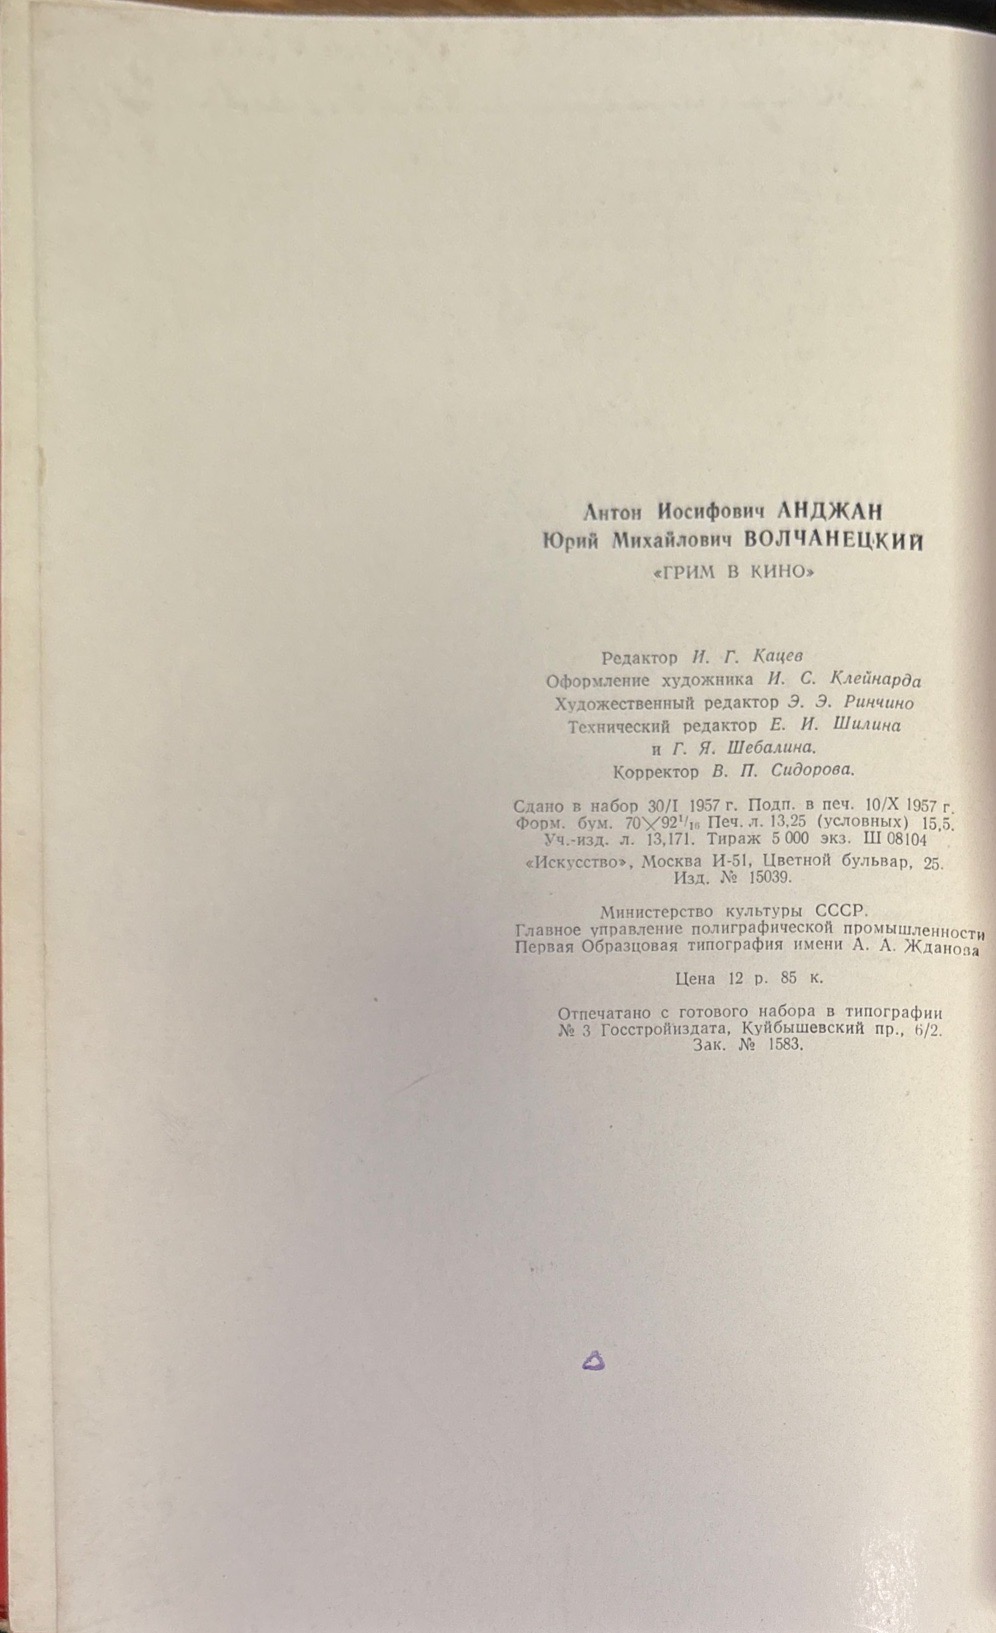 Антон Иосифович АНДЖАН
Юрий Михайлович ВОЛЧАНЕЦКИЙ
«ГРИМ В КИНО»
Редактор И. Г. Кацев
Оформление художника И. С. Клейнарда
Художественный редактор Э. Э. Ринчино
Технический редактор Е. И. Шилина
и Г. Я. Шебалина.
Корректор В. П. Сидорова.
Сдано в набор 30/I 1957 г. Подп. в печ. 10/X 1957 г.
Форм. бум. 70×92¹/₁₆ Печ. л. 13,25 (условных) 15,5.
Уч.-изд. л. 13,171. Тираж 5 000 экз. Ш 08104
«Искусство», Москва И-51, Цветной бульвар, 25.
Изд. № 15039.
Министерство культуры СССР.
Главное управление полиграфической промышленности
Первая Образцовая типография имени А. А. Жданова
Цена 12 р. 85 к.
Отпечатано с готового набора в типографии
№ 3 Госстройиздата, Куйбышевский пр., 6/2.
Зак. № 1583.